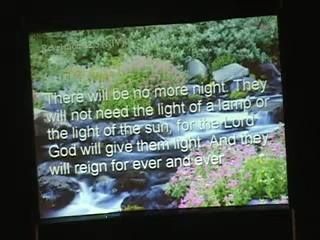 There will be no more night. They
will not need the light of a lamp or
the light of the sun, for the Lord
God will give them light. And they
will reign for ever and ever